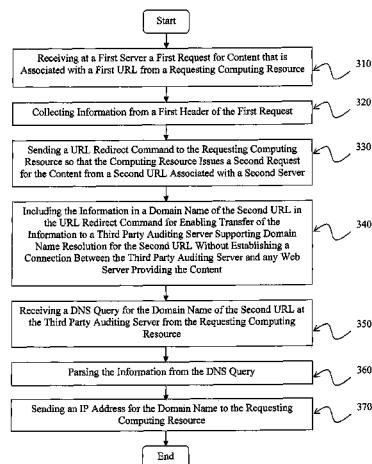 Start
Receiving at a First Server a First Request for Content that is
Associated with a First URL from a Requesting Computing Resource
310
Collecting Information from a First Header of the First Request
320
Sending a URL Redirect Command to the Requesting Computing
Resource so that the Computing Resource Issues a Second Request
for the Content from a Second URL Associated with a Second Server
330
Including the Information in a Domain Name of the Second URL in
the URL Redirect Command for Enabling Transfer of the
Information to a Third Party Auditing Server Supporting Domain
Name Resolution for the Second URL Without Establishing a
Connection Between the Third Party Auditing Server and any Web
Server Providing the Content
340
Receiving a DNS Query for the Domain Name of the Second URL at
the Third Party Auditing Server from the Requesting Computing
Resource
350
Parsing the Information from the DNS Query
360
Sending an IP Address for the Domain Name to the Requesting
Computing Resource
370
End